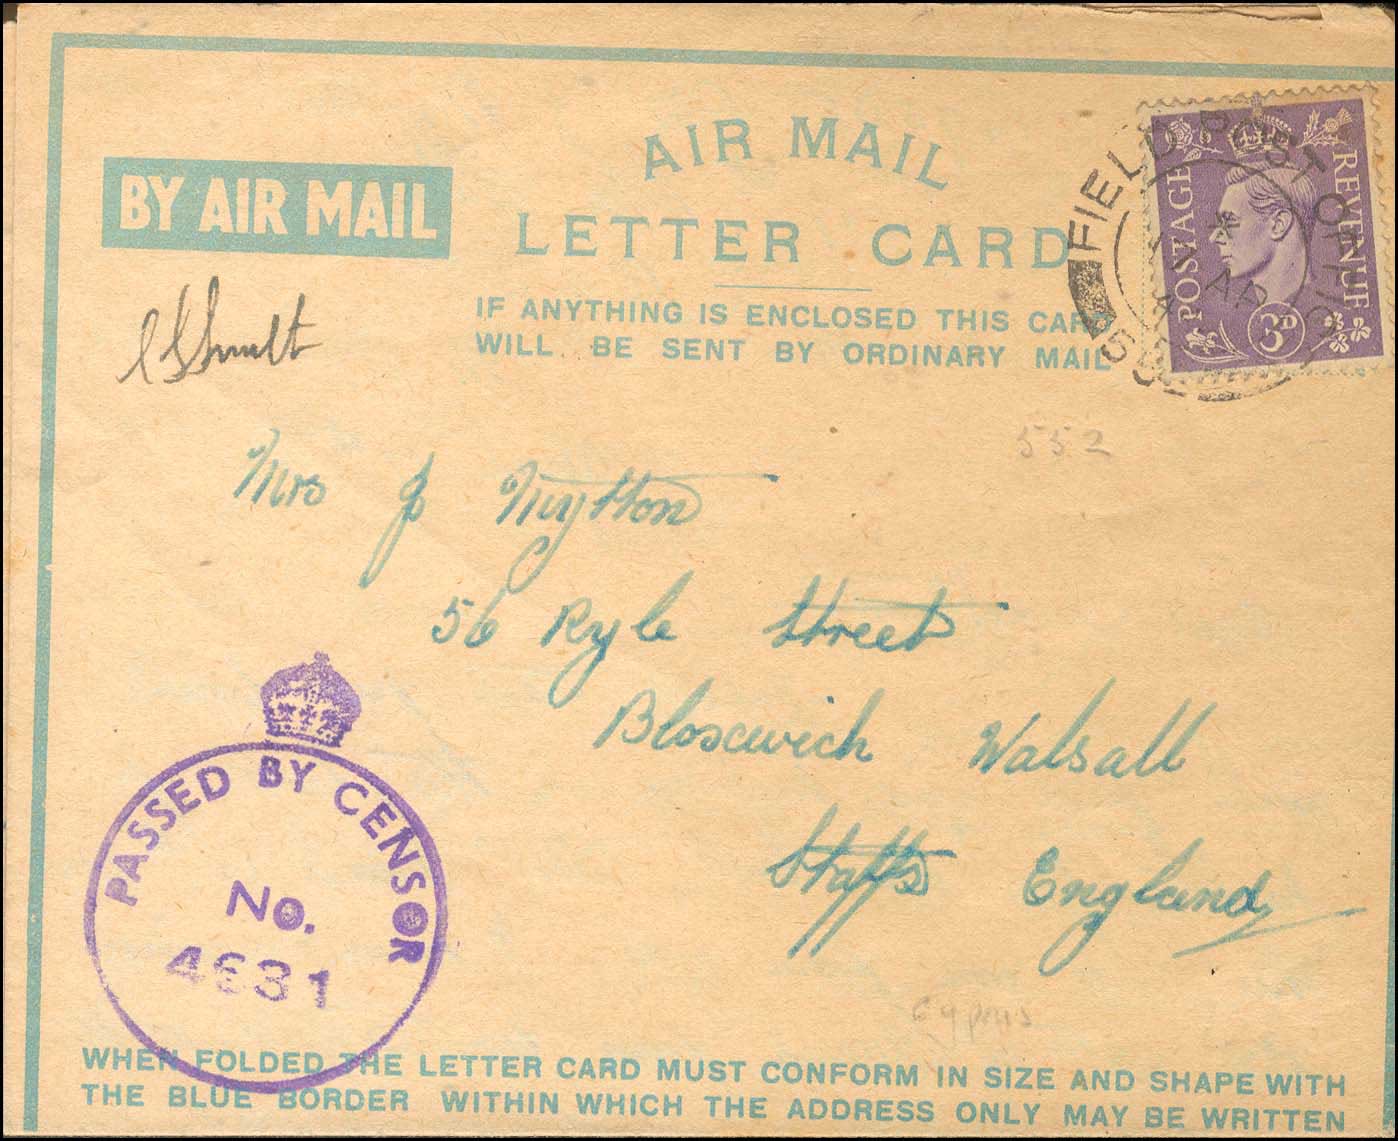 AIR MAIL
BY AIR MAIL
LETTER CARD
IF ANYTHING IS ENCLOSED THIS CARD
WILL BE SENT BY ORDINARY MAIL
FIELD POST OFFICE
POSTAGE
REVENUE
3D
552
Mrs J Mytton
56 Ryle Street
Bloxwich Walsall
Staffs England
PASSED BY CENSOR
No.
4631
Cyprus
WHEN FOLDED THE LETTER CARD MUST CONFORM IN SIZE AND SHAPE WITH
THE BLUE BORDER WITHIN WHICH THE ADDRESS ONLY MAY BE WRITTEN